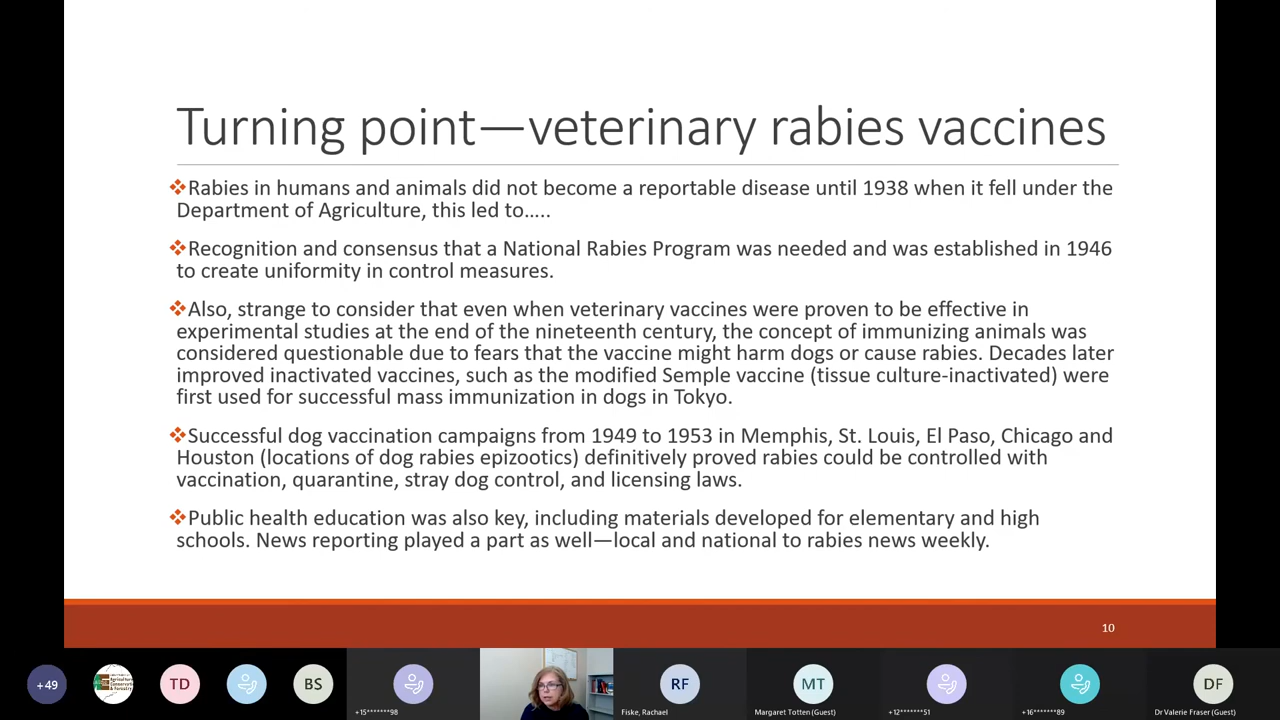 Turning point—veterinary rabies vaccines
❖Rabies in humans and animals did not become a reportable disease until 1938 when it fell under the
Department of Agriculture, this led to…..
❖Recognition and consensus that a National Rabies Program was needed and was established in 1946
to create uniformity in control measures.
❖Also, strange to consider that even when veterinary vaccines were proven to be effective in
experimental studies at the end of the nineteenth century, the concept of immunizing animals was
considered questionable due to fears that the vaccine might harm dogs or cause rabies. Decades later
improved inactivated vaccines, such as the modified Semple vaccine (tissue culture-inactivated) were
first used for successful mass immunization in dogs in Tokyo.
❖Successful dog vaccination campaigns from 1949 to 1953 in Memphis, St. Louis, El Paso, Chicago and
Houston (locations of dog rabies epizootics) definitively proved rabies could be controlled with
vaccination, quarantine, stray dog control, and licensing laws.
❖Public health education was also key, including materials developed for elementary and high
schools. News reporting played a part as well—local and national to rabies news weekly.
10
+49
Agriculture
Conservation
& Forestry
TD
BS
+15*******98
RF
Fiske, Rachael
MT
Margaret Totten (Guest)
+12*******51
+16*******89
DF
Dr Valerie Fraser (Guest)